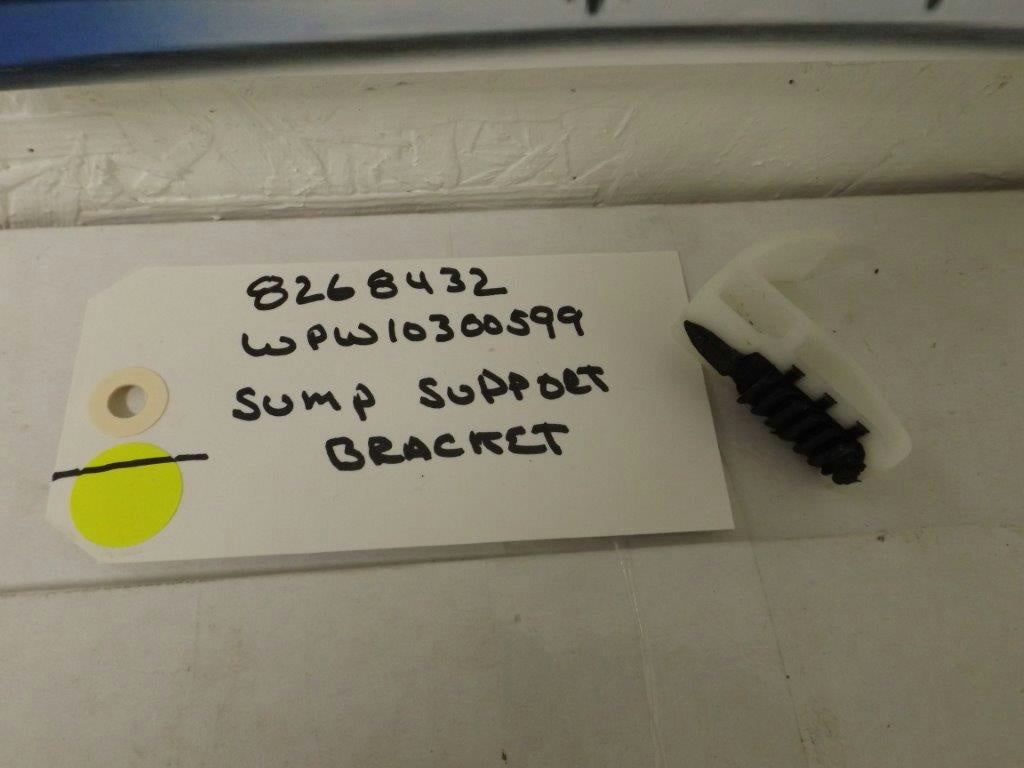 8268432
WPW10300599
SUMP SUPPORT
BRACKET